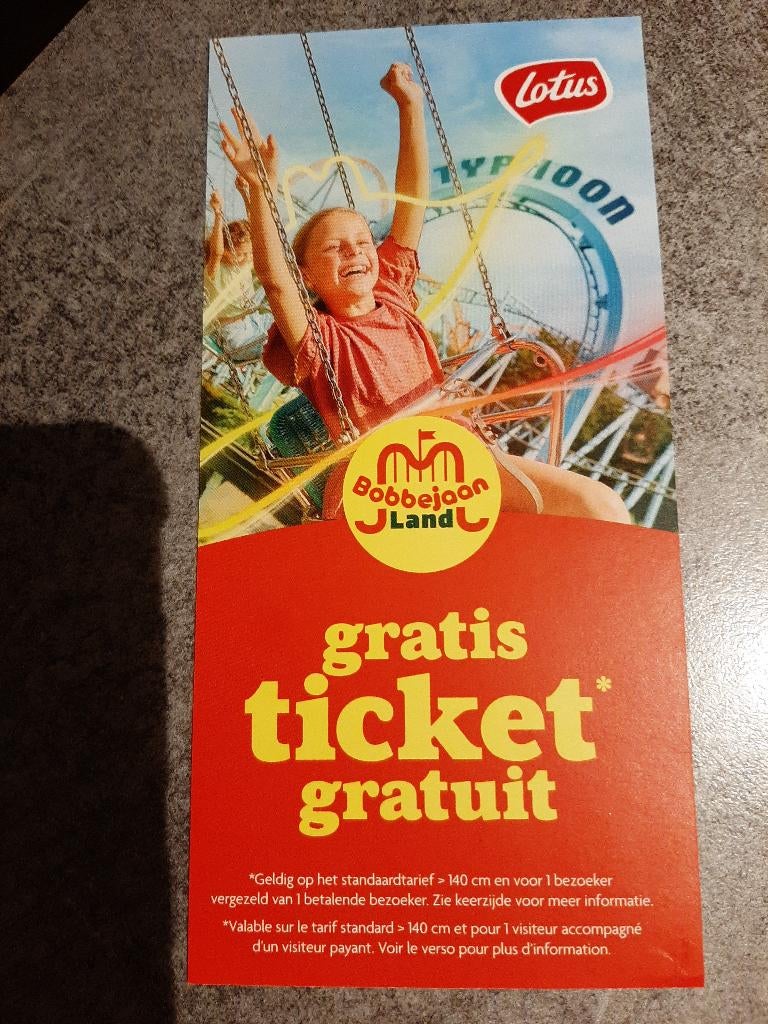 Lotus
TYPHOON
Bobbejaan
Land
gratis
ticket*
gratuit
*Geldig op het standaardtarief > 140 cm en voor 1 bezoeker
vergezeld van 1 betalende bezoeker. Zie keerzijde voor meer informatie.
*Valable sur le tarif standard > 140 cm et pour 1 visiteur accompagné
d'un visiteur payant. Voir le verso pour plus d'information.